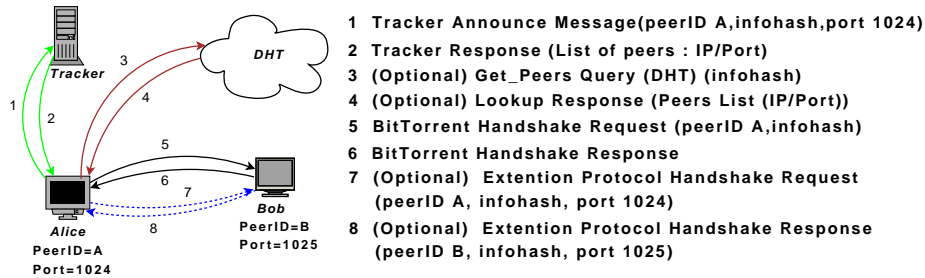 Tracker
DHT
1
2
3
4
5
6
7
8
Alice
PeerID=A
Port=1024
Bob
PeerID=B
Port=1025
1 Tracker Announce Message(peerID A,infohash,port 1024)
2 Tracker Response (List of peers : IP/Port)
3 (Optional) Get_Peers Query (DHT) (infohash)
4 (Optional) Lookup Response (Peers List (IP/Port))
5 BitTorrent Handshake Request (peerID A,infohash)
6 BitTorrent Handshake Response
7 (Optional) Extention Protocol Handshake Request
(peerID A, infohash, port 1024)
8 (Optional) Extention Protocol Handshake Response
(peerID B, infohash, port 1025)